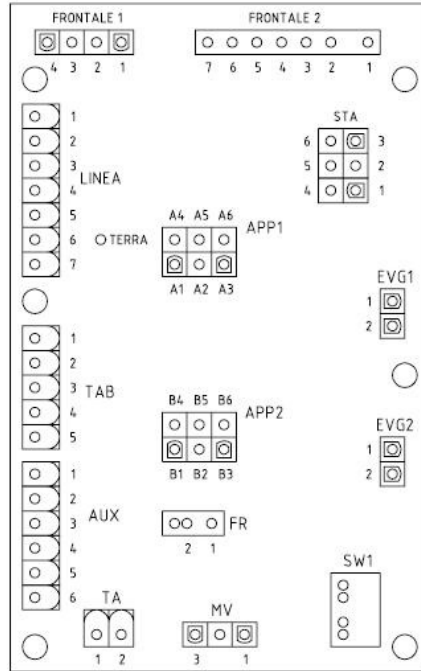 FRONTALE 1
FRONTALE 2
4 3 2 1
7 6 5 4 3 2 1
STA
6 3
5 2
4 1
LINEA
1
2
3
4
5
6
7
TERRA
A4 A5 A6
APP1
A1 A2 A3
EVG1
1
2
TAB
1
2
3
4
5
B4 B5 B6
APP2
B1 B2 B3
EVG2
1
2
AUX
1
2
3
4
5
6
FR
2 1
SW1
TA
1 2
MV
3 1